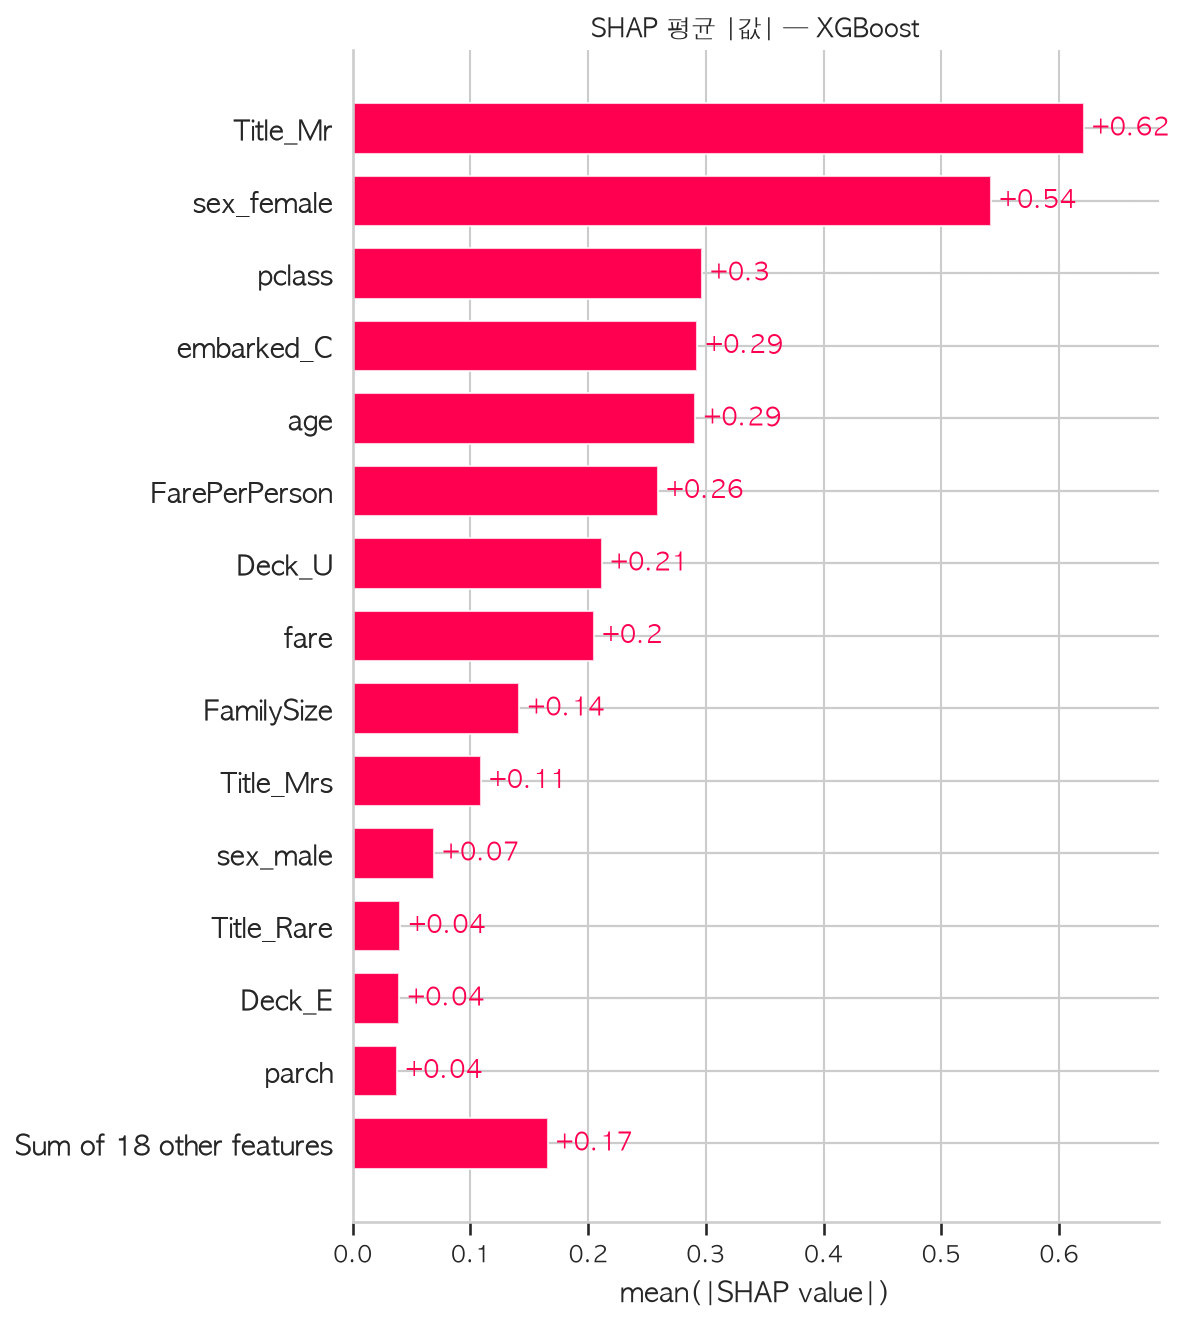 SHAP 평균 |값| — XGBoost
Title_Mr +0.62
sex_female +0.54
pclass +0.3
embarked_C +0.29
age +0.29
FarePerPerson +0.26
Deck_U +0.21
fare +0.2
FamilySize +0.14
Title_Mrs +0.11
sex_male +0.07
Title_Rare +0.04
Deck_E +0.04
parch +0.04
Sum of 18 other features +0.17
0.0 0.1 0.2 0.3 0.4 0.5 0.6
mean(|SHAP value|)